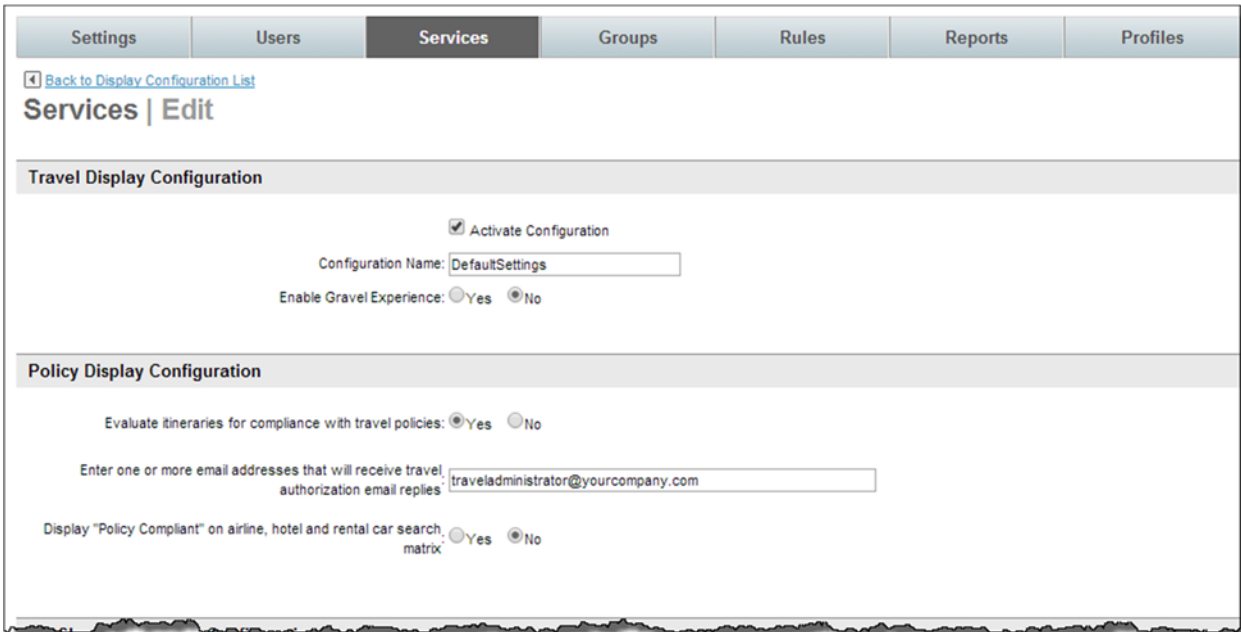 Settings Users Services Groups Rules Reports Profiles
Back to Display Configuration List
Services | Edit
Travel Display Configuration
Activate Configuration
Configuration Name: DefaultSettings
Enable Gravel Experience: Yes No
Policy Display Configuration
Evaluate itineraries for compliance with travel policies: Yes No
Enter one or more email addresses that will receive travel
authorization email replies: traveladministrator@yourcompany.com
Display "Policy Compliant" on airline, hotel and rental car search
matrix: Yes No